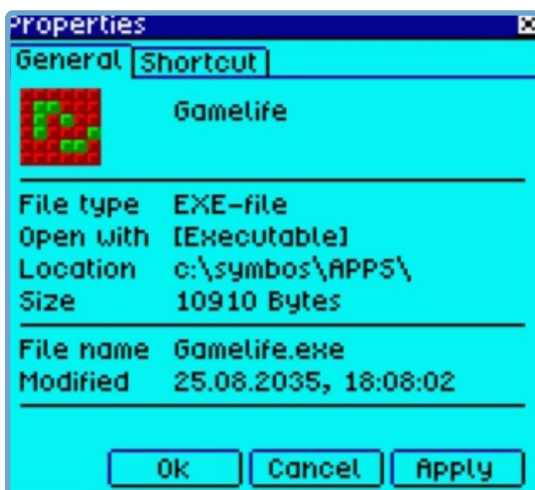 Properties
General Shortcut
Gamelife
File type EXE-file
Open with [Executable]
Location c:\symbos\APPS\
Size 10910 Bytes
File name Gamelife.exe
Modified 25.08.2035, 18:08:02
Ok Cancel Apply